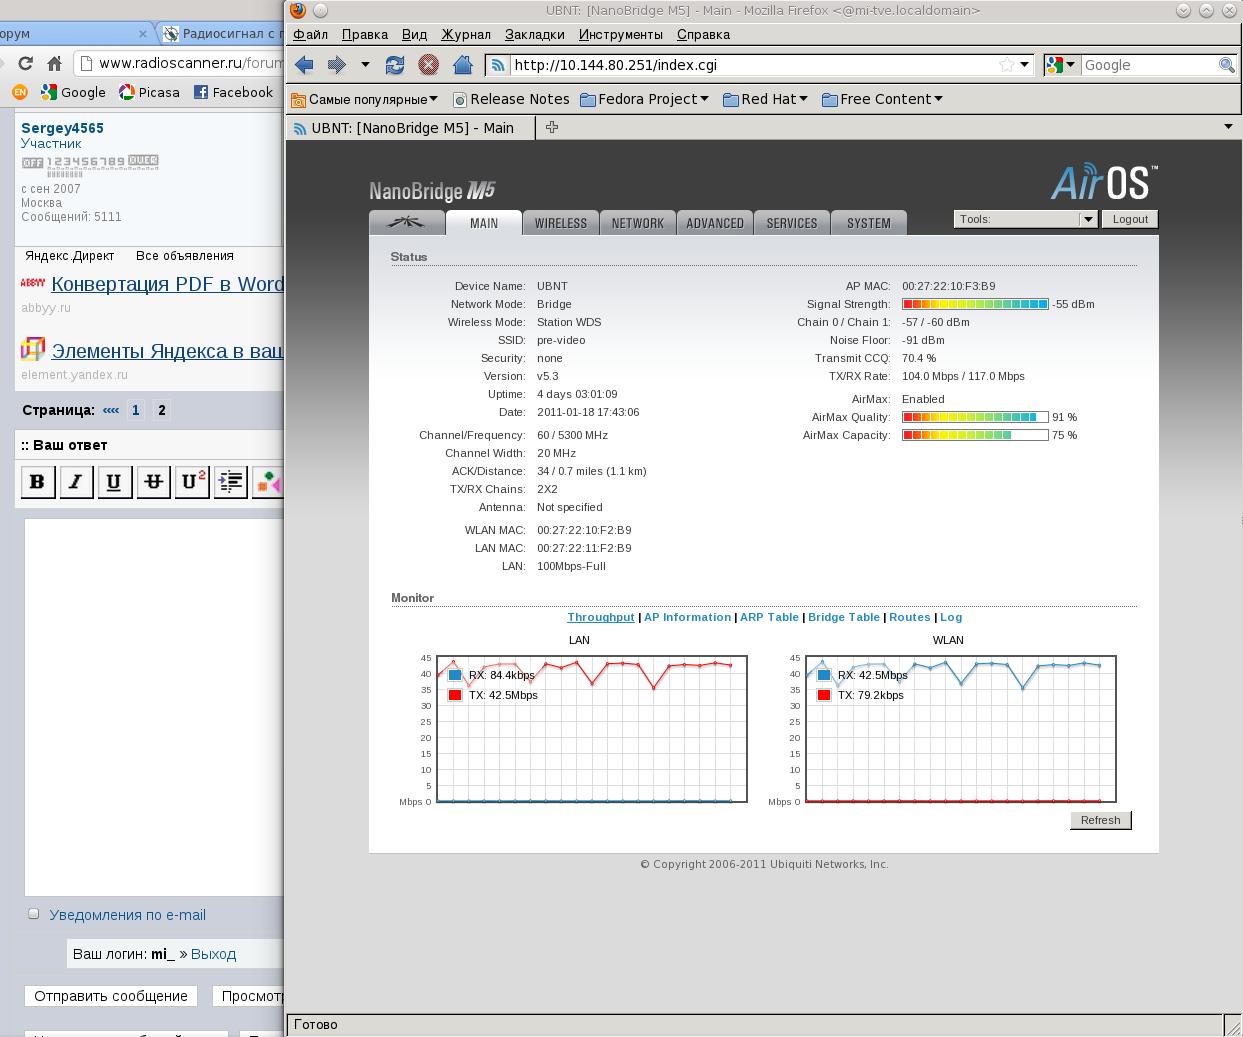 UBNT: [NanoBridge M5] - Main - Mozilla Firefox <@mi-tve.localdomain>
орум
Радиосигнал с
www.radioscanner.ru/forum
Google
Picasa
Facebook
Sergey4565
Участник
OFF 1 2 3 4 5 6 7 8 9 OVER
с сен 2007
Москва
Сообщений: 5111
Яндекс.Директ Все объявления
ABBYY Конвертация PDF в Word
abbyy.ru
Элементы Яндекса в ваш
element.yandex.ru
Страница: «« 1 2
:: Ваш ответ
B I U U U2
Уведомления по e-mail
Ваш логин: mi_ » Выход
Отправить сообщение
Файл Правка Вид Журнал Закладки Инструменты Справка
http://10.144.80.251/index.cgi
Google
Самые популярные Release Notes Fedora Project Red Hat Free Content
UBNT: [NanoBridge M5] - Main
NanoBridge M5
AirOS™
MAIN WIRELESS NETWORK ADVANCED SERVICES SYSTEM
Tools: Logout
Status
Device Name: UBNT
Network Mode: Bridge
Wireless Mode: Station WDS
SSID: pre-video
Security: none
Version: v5.3
Uptime: 4 days 03:01:09
Date: 2011-01-18 17:43:06
Channel/Frequency: 60 / 5300 MHz
Channel Width: 20 MHz
ACK/Distance: 34 / 0.7 miles (1.1 km)
TX/RX Chains: 2X2
Antenna: Not specified
WLAN MAC: 00:27:22:10:F2:B9
LAN MAC: 00:27:22:11:F2:B9
LAN: 100Mbps-Full
AP MAC: 00:27:22:10:F3:B9
Signal Strength: -55 dBm
Chain 0 / Chain 1: -57 / -60 dBm
Noise Floor: -91 dBm
Transmit CCQ: 70.4 %
TX/RX Rate: 104.0 Mbps / 117.0 Mbps
AirMax: Enabled
AirMax Quality: 91 %
AirMax Capacity: 75 %
Monitor
Throughput | AP Information | ARP Table | Bridge Table | Routes | Log
LAN
45
40
35
30
25
20
15
10
5
Mbps 0
RX: 84.4kbps
TX: 42.5Mbps
WLAN
45
40
35
30
25
20
15
10
5
Mbps 0
RX: 42.5Mbps
TX: 79.2kbps
Refresh
© Copyright 2006-2011 Ubiquiti Networks, Inc.
Готово